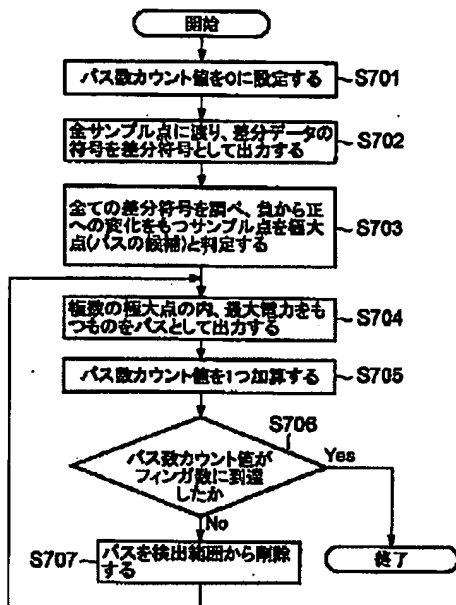 開始
パス数カウント値を0に設定する
S701
全サンプル点に渡り、差分データの
符号を差分符号として出力する
S702
全ての差分符号を調べ、負から正
への変化をもつサンプル点を極大
点(パスの候補)と判定する
S703
複数の極大点の内、最大電力をも
つものをパスとして出力する
S704
パス数カウント値を1つ加算する
S705
S706
パス数カウント値が
フィンガ数に到達
したか
Yes
No
S707
パスを検出範囲から削除
する
終了